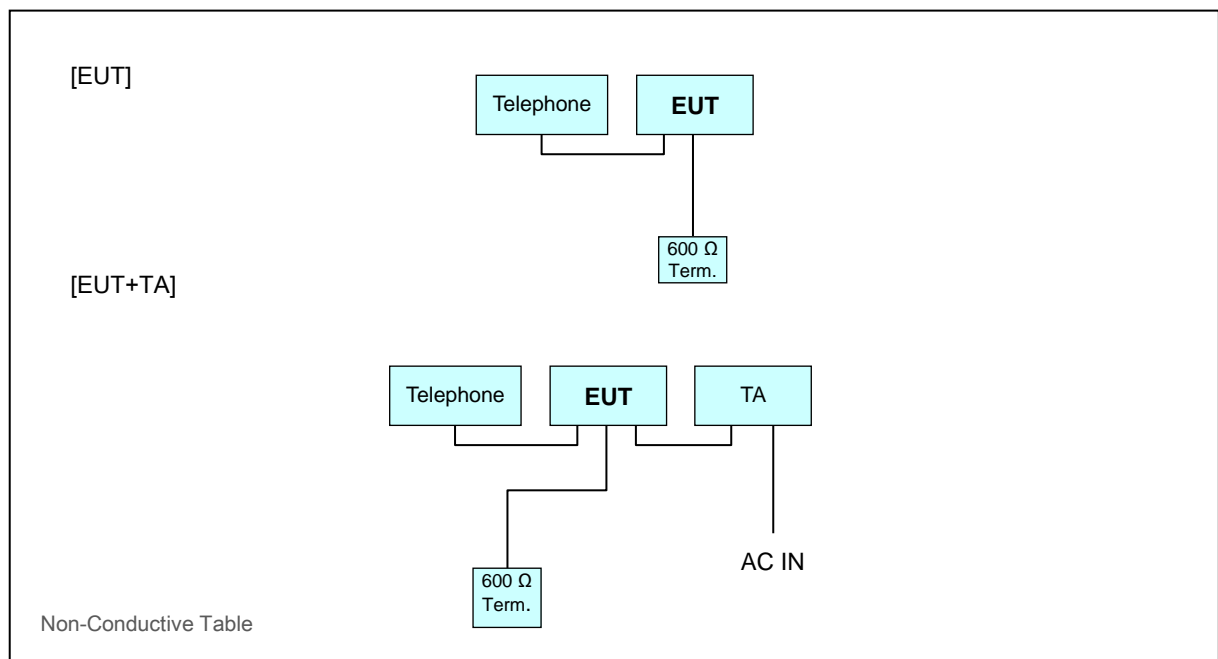 [EUT]
Telephone
EUT
600 Ω
Term.
[EUT+TA]
Telephone
EUT
TA
AC IN
600 Ω
Term.
Non-Conductive Table